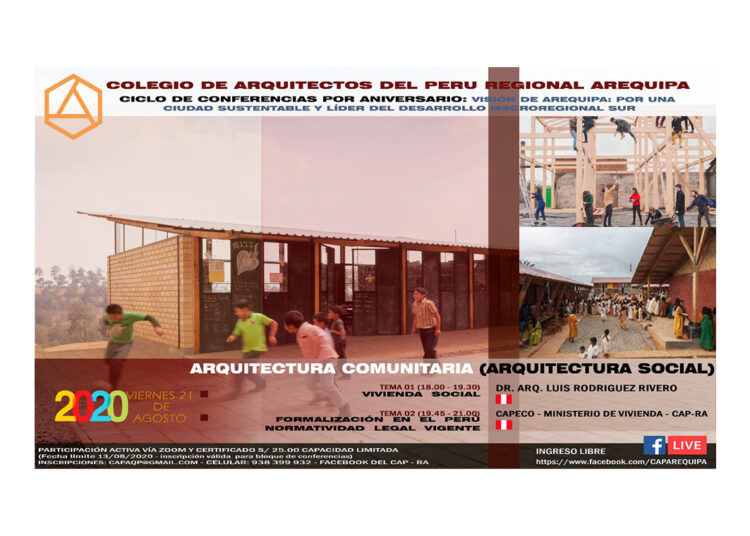 COLEGIO DE ARQUITECTOS DEL PERU REGIONAL AREQUIPA
CICLO DE CONFERENCIAS POR ANIVERSARIO: VISIÓN DE AREQUIPA: POR UNA
CIUDAD SUSTENTABLE Y LÍDER DEL DESARROLLO MACROREGIONAL SUR
ARQUITECTURA COMUNITARIA (ARQUITECTURA SOCIAL)
2020
VIERNES 21
DE
AGOSTO
TEMA 01 (18.00 - 19.30)
VIVIENDA SOCIAL
DR. ARQ. LUIS RODRIGUEZ RIVERO
TEMA 02 (19.45 - 21.00)
FORMALIZACIÓN EN EL PERÚ
NORMATIVIDAD LEGAL VIGENTE
CAPECO - MINISTERIO DE VIVIENDA - CAP-RA
PARTICIPACIÓN ACTIVA VÍA ZOOM Y CERTIFICADO S/ 25.00 CAPACIDAD LIMITADA
(Fecha limite 13/08/2020 - inscripción válida para bloque de conferencias)
INSCRIPCIONES: CAPAQP@GMAIL.COM - CELULAR: 938 399 932 - FACEBOOK DEL CAP - RA
INGRESO LIBRE
f LIVE
https://www.facebook.com/CAPAREQUIPA